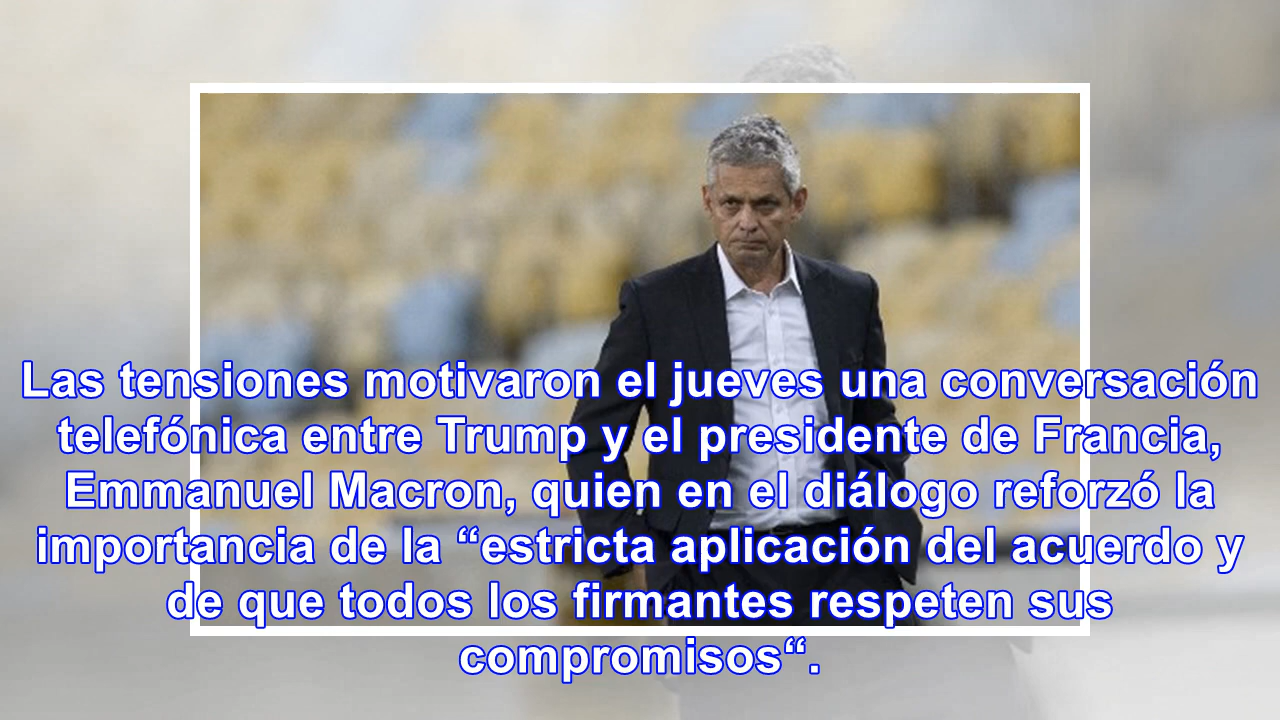 Las tensiones motivaron el jueves una conversación
telefónica entre Trump y el presidente de Francia,
Emmanuel Macron, quien en el diálogo reforzó la
importancia de la “estricta aplicación del acuerdo y
de que todos los firmantes respeten sus
compromisos“.